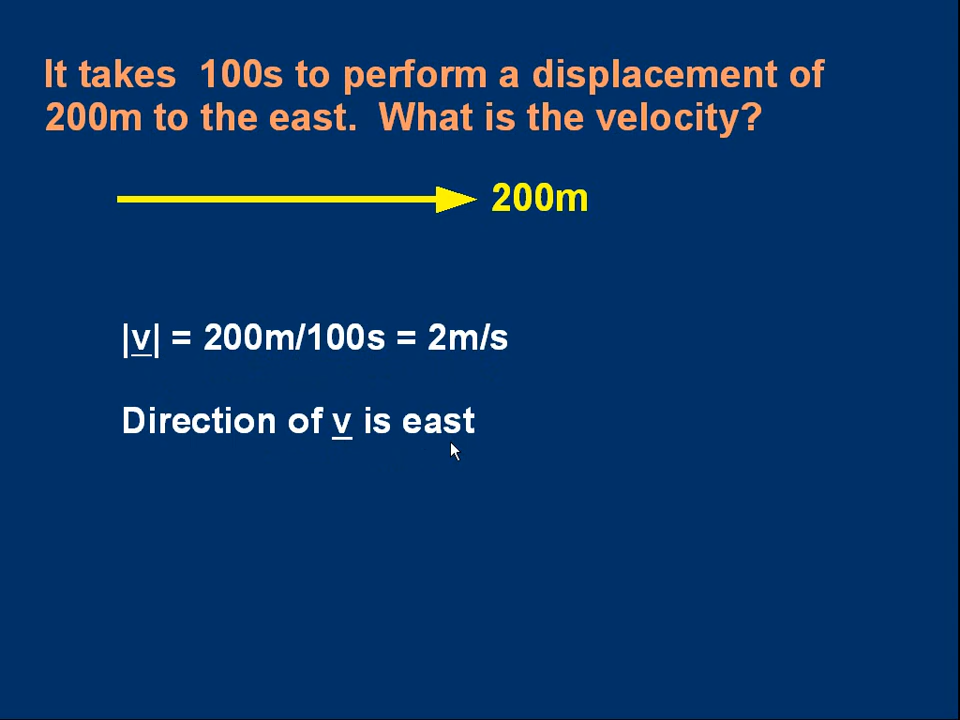 It takes  100s to perform a displacement of
200m to the east.  What is the velocity?
200m
|v| = 200m/100s = 2m/s
Direction of v is east